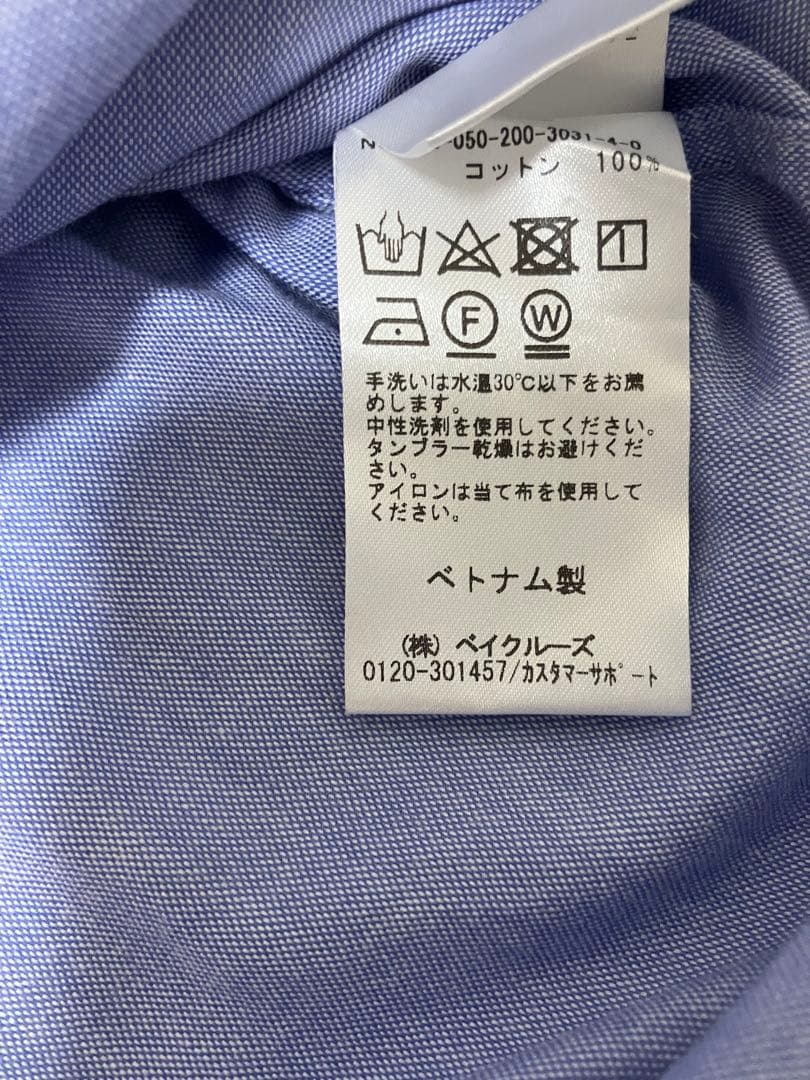 050-200-3031-4-0
コットン 100%
F
W
手洗いは水温30℃以下をお薦
めします。
中性洗剤を使用してください。
タンブラー乾燥はお避けくだ
さい。
アイロンは当て布を使用して
ください。
ベトナム製
(株) ベイクルーズ
0120-301457/カスタマーサポート